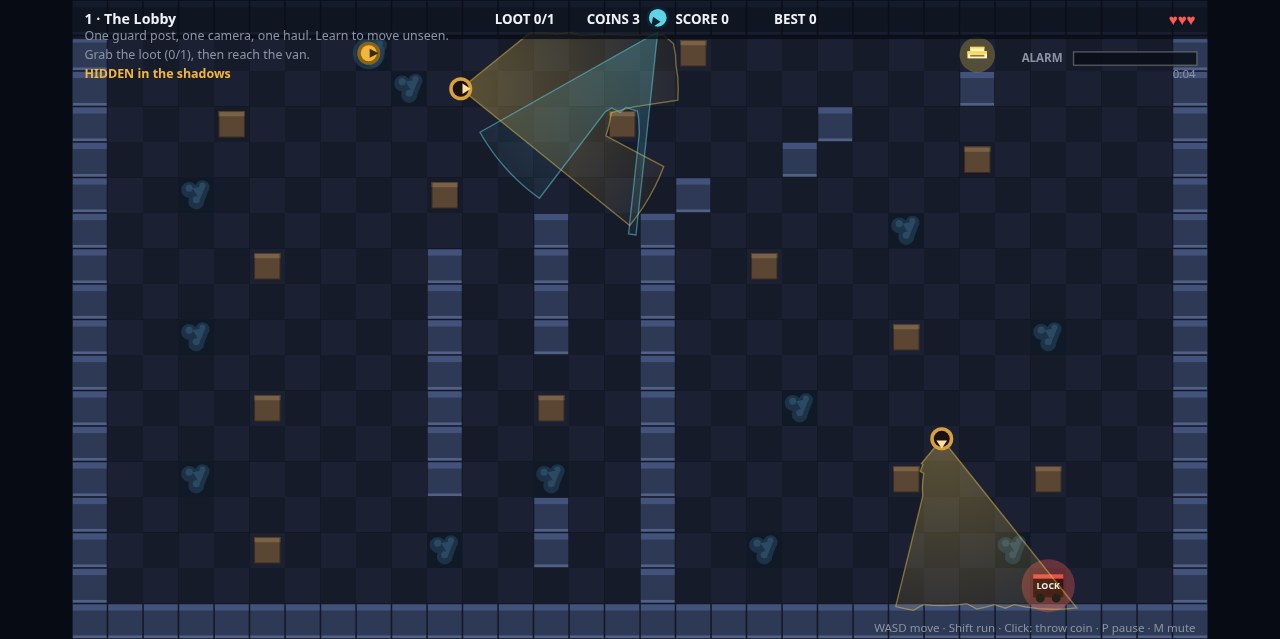 1 · The Lobby LOOT 0/1 COINS 3 SCORE 0 BEST 0 ♥♥♥
One guard post, one camera, one haul. Learn to move unseen.
Grab the loot (0/1), then reach the van. ALARM
HIDDEN in the shadows 0:04
LOCK
WASD move · Shift run · Click: throw coin · P pause · M mute